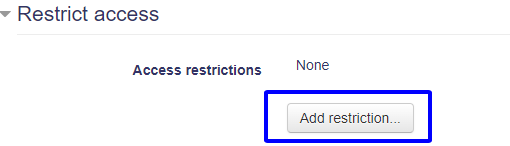 Restrict access
Access restrictions None
Add restriction...